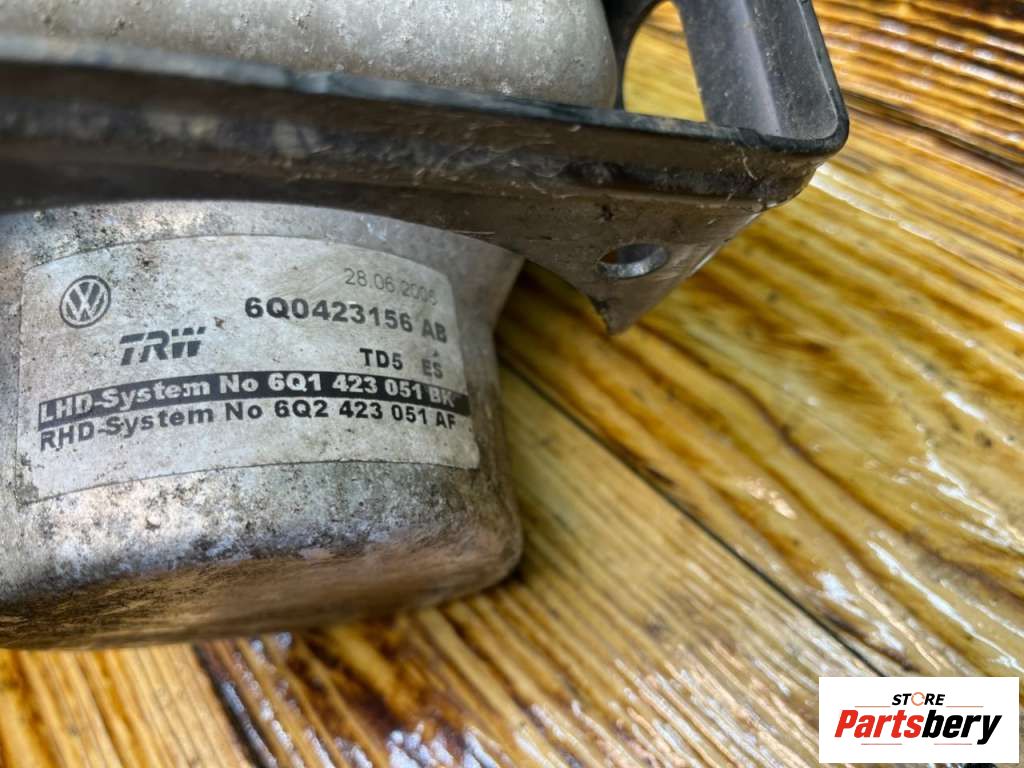 28.06.2005
6Q0423156 AB
TRW
TD5 ES
LHD-System No 6Q1 423 051 BK
RHD-System No 6Q2 423 051 AF
STORE
Partsbery